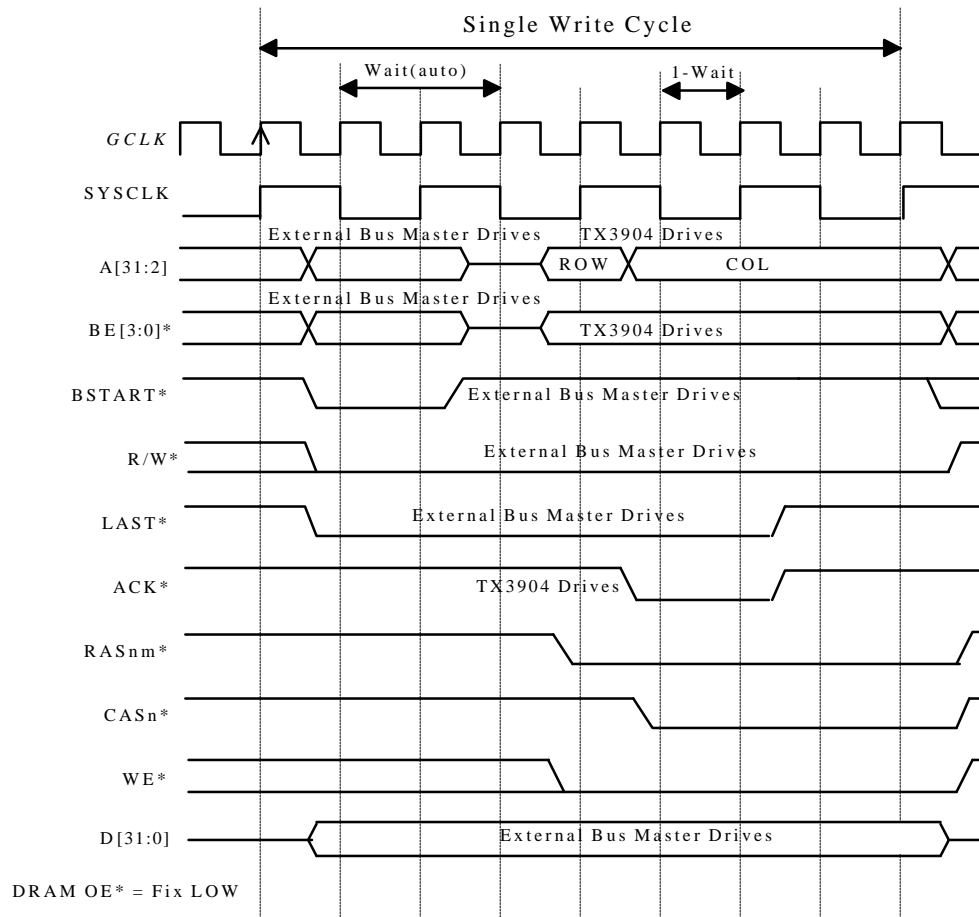 Single Write Cycle
Wait(auto)
1-Wait
GCLK
SYSCLK
External Bus Master Drives
TX3904 Drives
A[31:2]
ROW
COL
External Bus Master Drives
BE[3:0]*
TX3904 Drives
BSTART*
External Bus Master Drives
R/W*
External Bus Master Drives
LAST*
External Bus Master Drives
ACK*
TX3904 Drives
RASnm*
CASn*
WE*
D[31:0]
External Bus Master Drives
DRAM OE* = Fix LOW